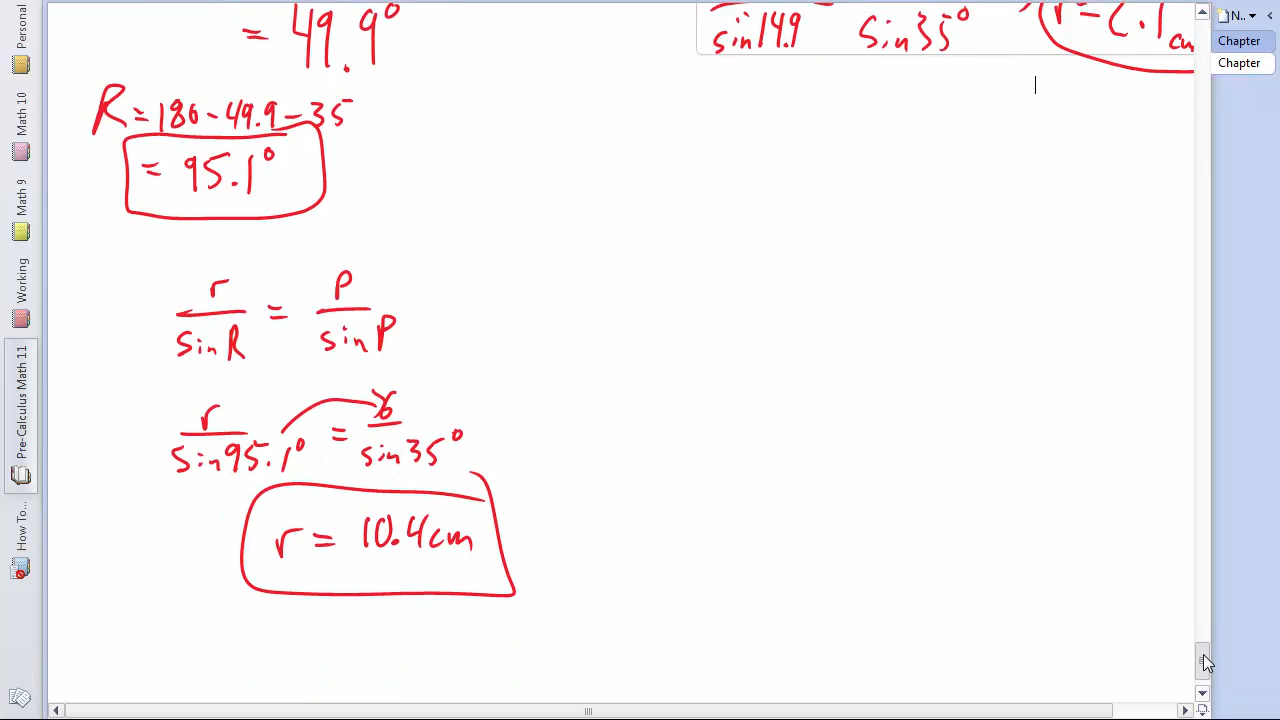 = 49.9°
R = 180 - 49.9 - 35
= 95.1°
r/sin R = p/sin P
r/sin 95.1° = 6/sin 35°
r = 10.4 cm
sin 14.9 sin 35°
r = 2.1 cm
N..
Chapter
Chapter
Personal
Math 10
Math 9
Working
Pre-Calculus Math 11
How To...